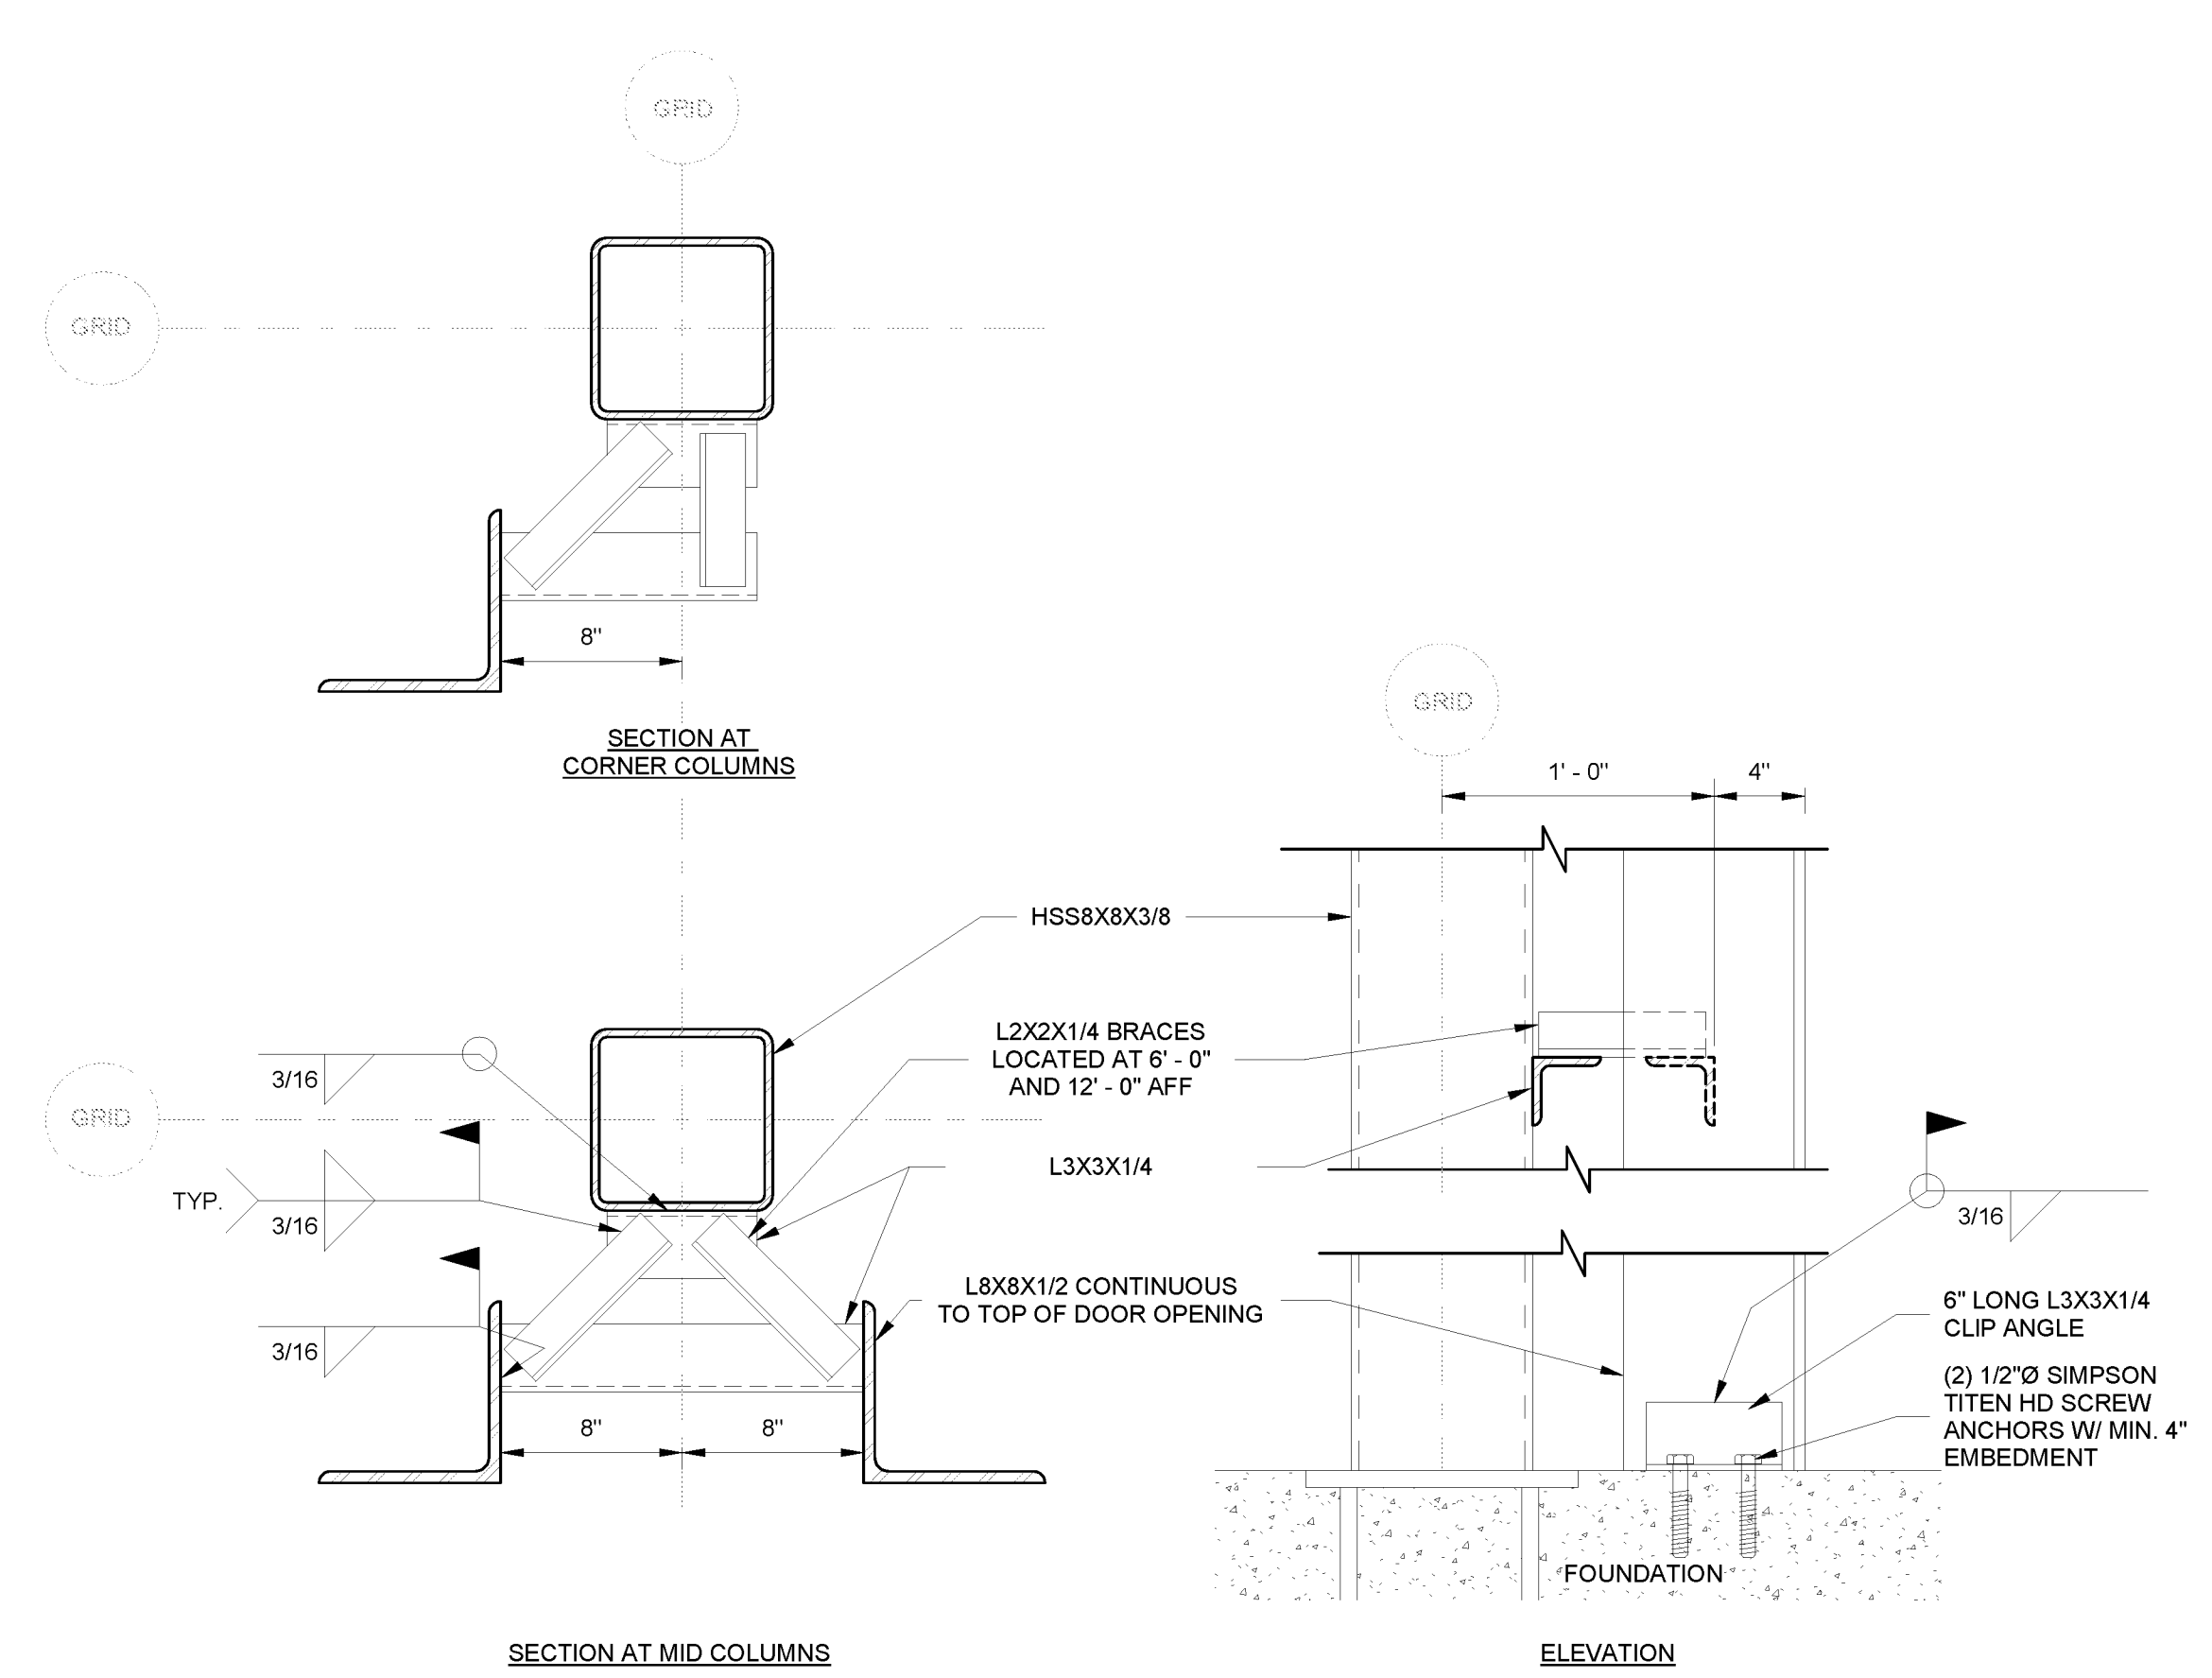 GRID
GRID
8"
SECTION AT
CORNER COLUMNS
GRID
1' - 0"
4"
HSS8X8X3/8
L2X2X1/4 BRACES
LOCATED AT 6' - 0"
AND 12' - 0" AFF
3/16
GRID
L3X3X1/4
TYP.
3/16
3/16
3/16
L8X8X1/2 CONTINUOUS
TO TOP OF DOOR OPENING
6" LONG L3X3X1/4
CLIP ANGLE
(2) 1/2"Ø SIMPSON
TITEN HD SCREW
ANCHORS W/ MIN. 4"
EMBEDMENT
8"
8"
FOUNDATION
SECTION AT MID COLUMNS
ELEVATION